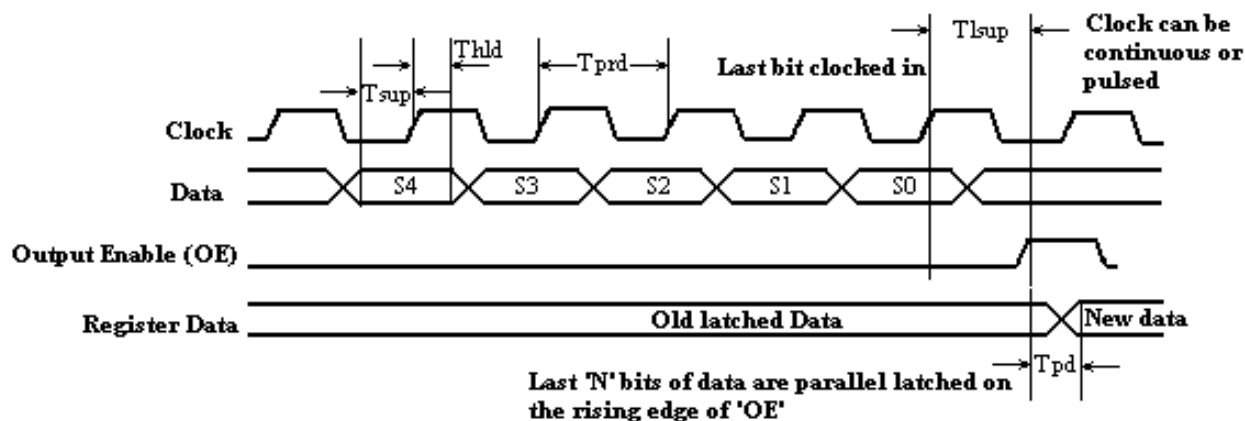 Tlsup
Clock can be
continuous or
pulsed
Thld
Tprd
Last bit clocked in
Tsup
Clock
Data
S4
S3
S2
S1
S0
Output Enable (OE)
Register Data
Old latched Data
New data
Tpd
Last 'N' bits of data are parallel latched on
the rising edge of 'OE'